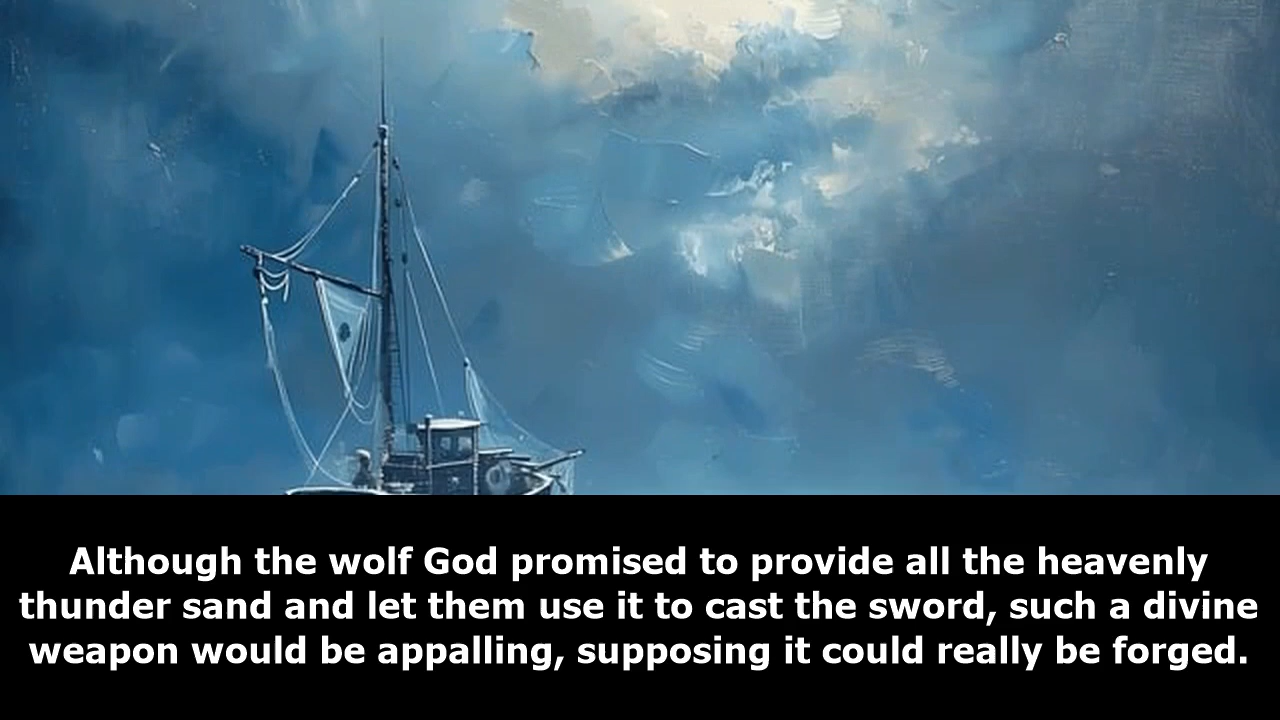 Although the wolf God promised to provide all the heavenly
thunder sand and let them use it to cast the sword, such a divine
weapon would be appalling, supposing it could really be forged.